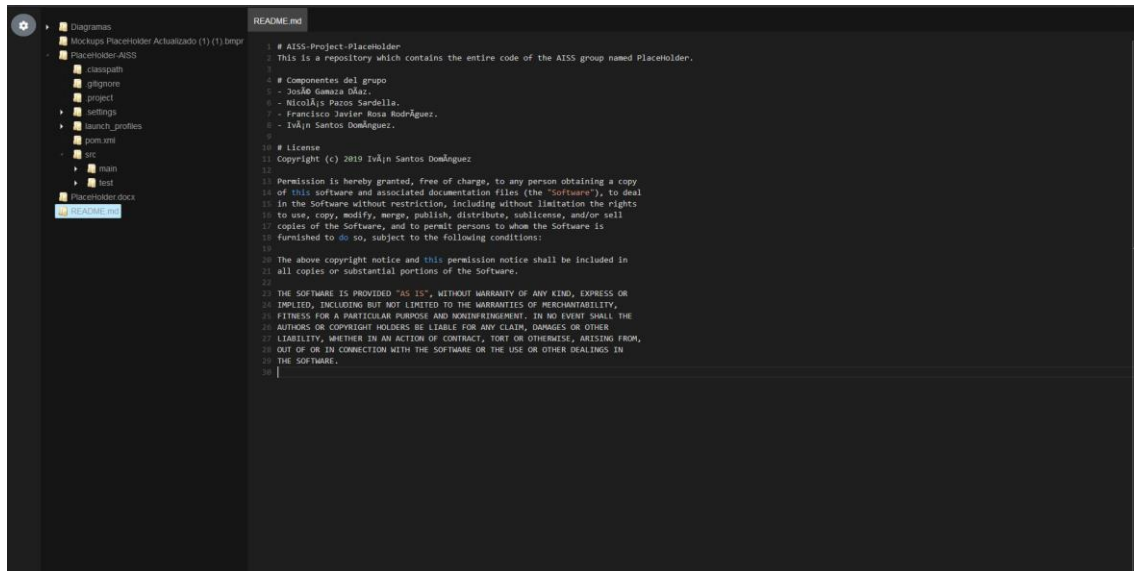 README.md
Diagramas
Mockups PlaceHolder Actualizado (1) (1).bmpr
PlaceHolder-AISS
.classpath
.gitignore
.project
.settings
launch_profiles
pom.xml
src
main
test
PlaceHolder.docx
README.md
1 # AISS-Project-PlaceHolder
2 This is a repository which contains the entire code of the AISS group named PlaceHolder.
3
4 # Componentes del grupo
5 - JosÃ© Gamaza DÃ­az.
6 - NicolÃ¡s Pazos Sardella.
7 - Francisco Javier Rosa RodrÃ­guez.
8 - IvÃ¡n Santos DomÃ­nguez.
9
10 # License
11 Copyright (c) 2019 IvÃ¡n Santos DomÃ­nguez
12
13 Permission is hereby granted, free of charge, to any person obtaining a copy
14 of this software and associated documentation files (the "Software"), to deal
15 in the Software without restriction, including without limitation the rights
16 to use, copy, modify, merge, publish, distribute, sublicense, and/or sell
17 copies of the Software, and to permit persons to whom the Software is
18 furnished to do so, subject to the following conditions:
19
20 The above copyright notice and this permission notice shall be included in
21 all copies or substantial portions of the Software.
22
23 THE SOFTWARE IS PROVIDED "AS IS", WITHOUT WARRANTY OF ANY KIND, EXPRESS OR
24 IMPLIED, INCLUDING BUT NOT LIMITED TO THE WARRANTIES OF MERCHANTABILITY,
25 FITNESS FOR A PARTICULAR PURPOSE AND NONINFRINGEMENT. IN NO EVENT SHALL THE
26 AUTHORS OR COPYRIGHT HOLDERS BE LIABLE FOR ANY CLAIM, DAMAGES OR OTHER
27 LIABILITY, WHETHER IN AN ACTION OF CONTRACT, TORT OR OTHERWISE, ARISING FROM,
28 OUT OF OR IN CONNECTION WITH THE SOFTWARE OR THE USE OR OTHER DEALINGS IN
29 THE SOFTWARE.
30